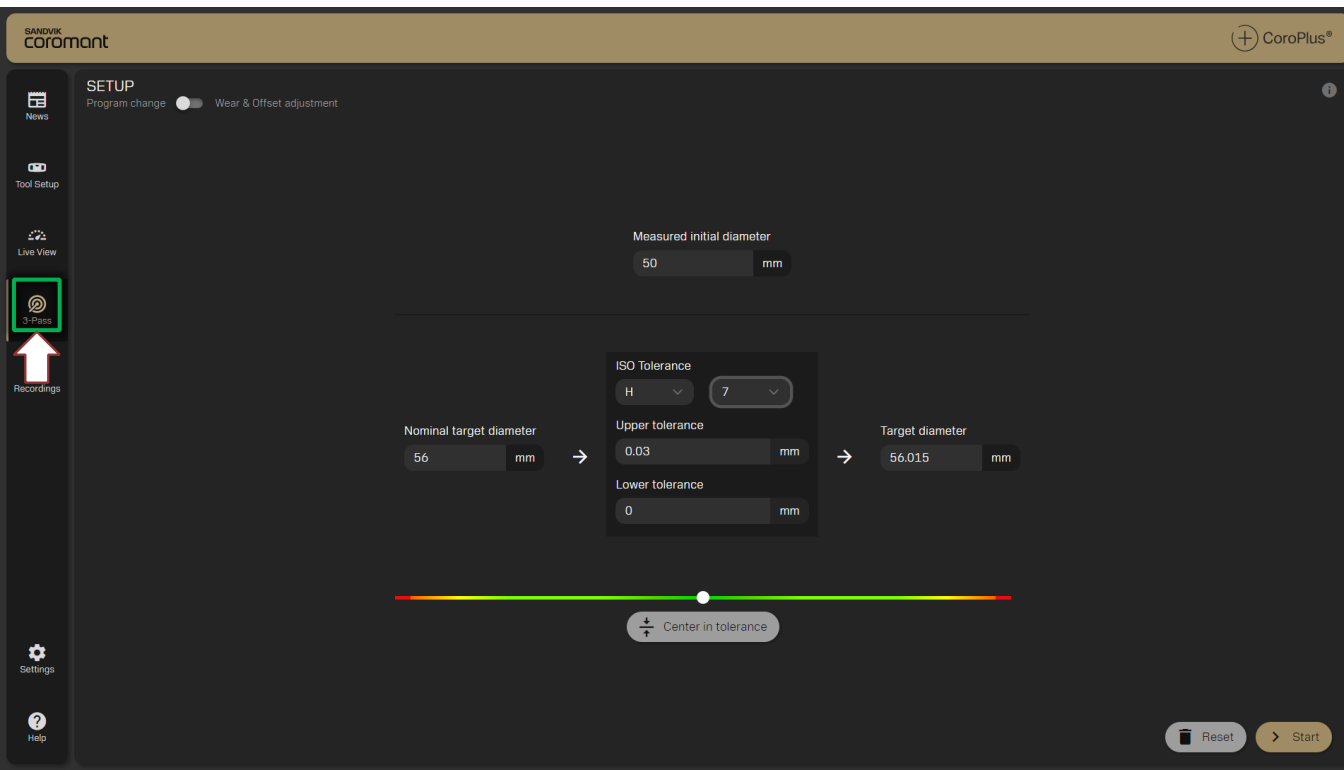 SANDVIK
coromant
CoroPlus®
News
Tool Setup
Live View
3-Pass
Recordings
Settings
Help
SETUP
Program change Wear & Offset adjustment
Measured initial diameter
50 mm
ISO Tolerance
H 7
Upper tolerance
0.03 mm
Lower tolerance
0 mm
Nominal target diameter
56 mm
Target diameter
56.015 mm
Center in tolerance
Reset
Start